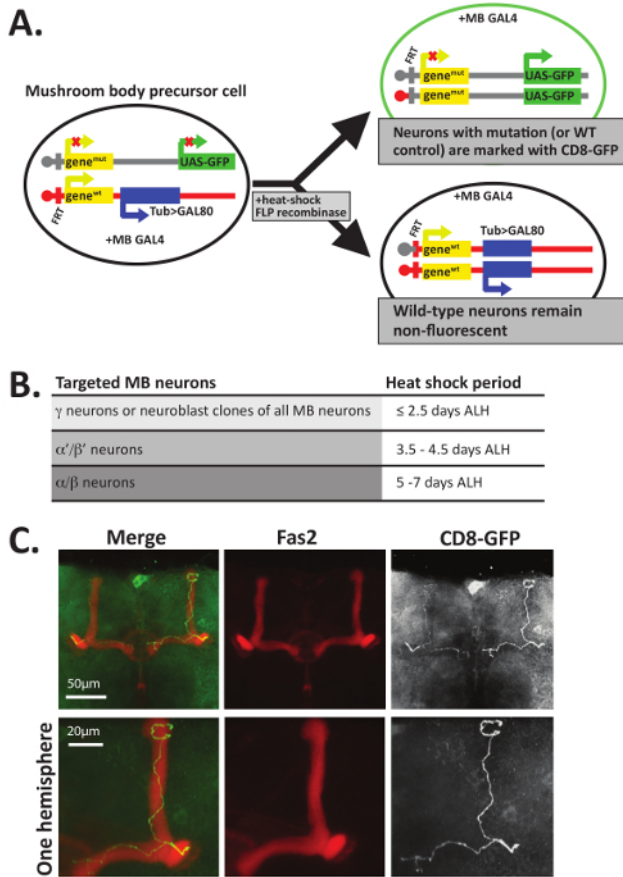 A.
+MB GAL4
FRT
gene^mut
UAS-GFP
gene^mut
UAS-GFP
Neurons with mutation (or WT
control) are marked with CD8-GFP
Mushroom body precursor cell
gene^mut
UAS-GFP
gene^wt
Tub>GAL80
FRT
+MB GAL4
+heat-shock
FLP recombinase
+MB GAL4
FRT
Tub>GAL80
gene^wt
gene^wt
Wild-type neurons remain
non-fluorescent
B.
Targeted MB neurons Heat shock period
γ neurons or neuroblast clones of all MB neurons ≤ 2.5 days ALH
α′/β′ neurons 3.5 - 4.5 days ALH
α/β neurons 5 -7 days ALH
C.
Merge Fas2 CD8-GFP
50μm
One hemisphere
20μm